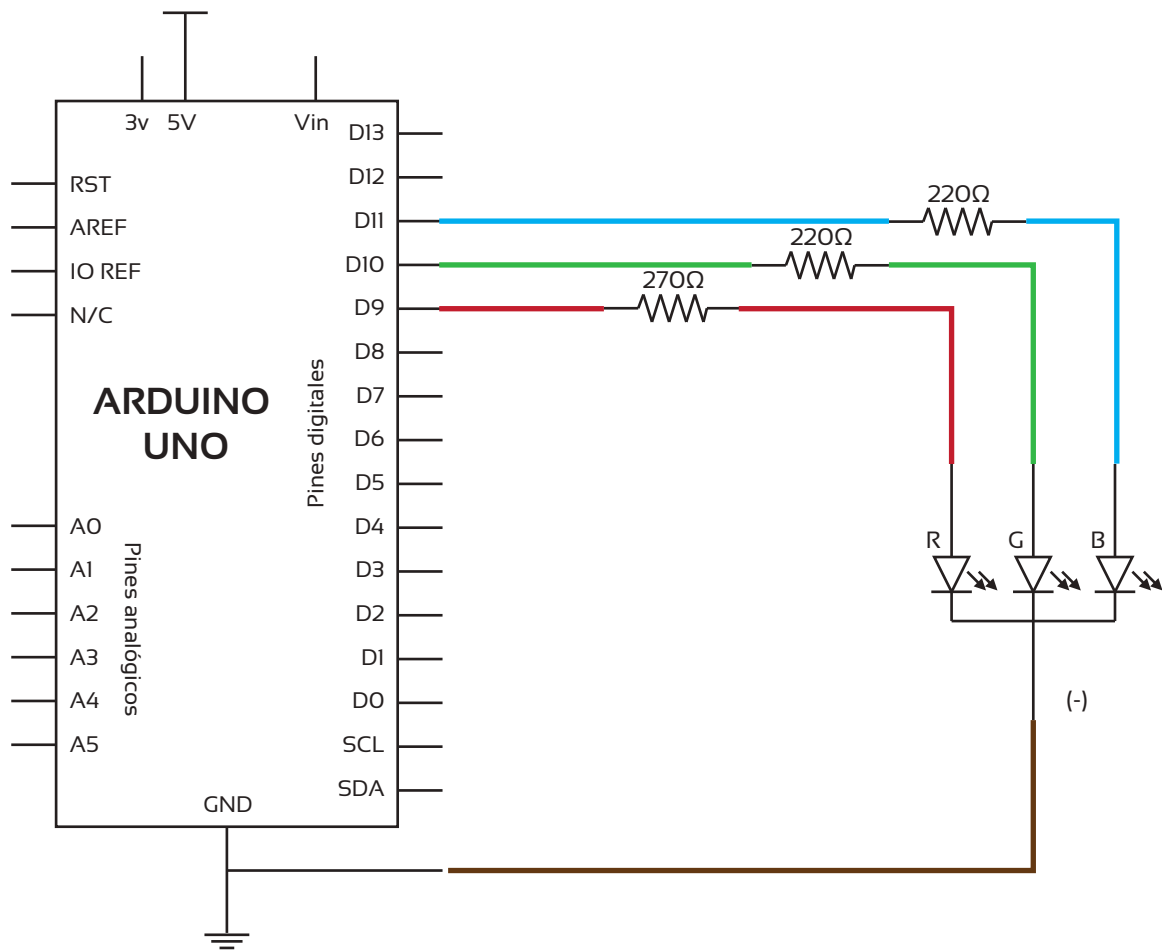 3v 5V Vin
RST
AREF
IO REF
N/C
ARDUINO
UNO
A0
A1
A2
A3
A4
A5
Pines analógicos
GND
Pines digitales
D13
D12
D11
D10
D9
D8
D7
D6
D5
D4
D3
D2
D1
D0
SCL
SDA
220Ω
220Ω
270Ω
R G B
(-)